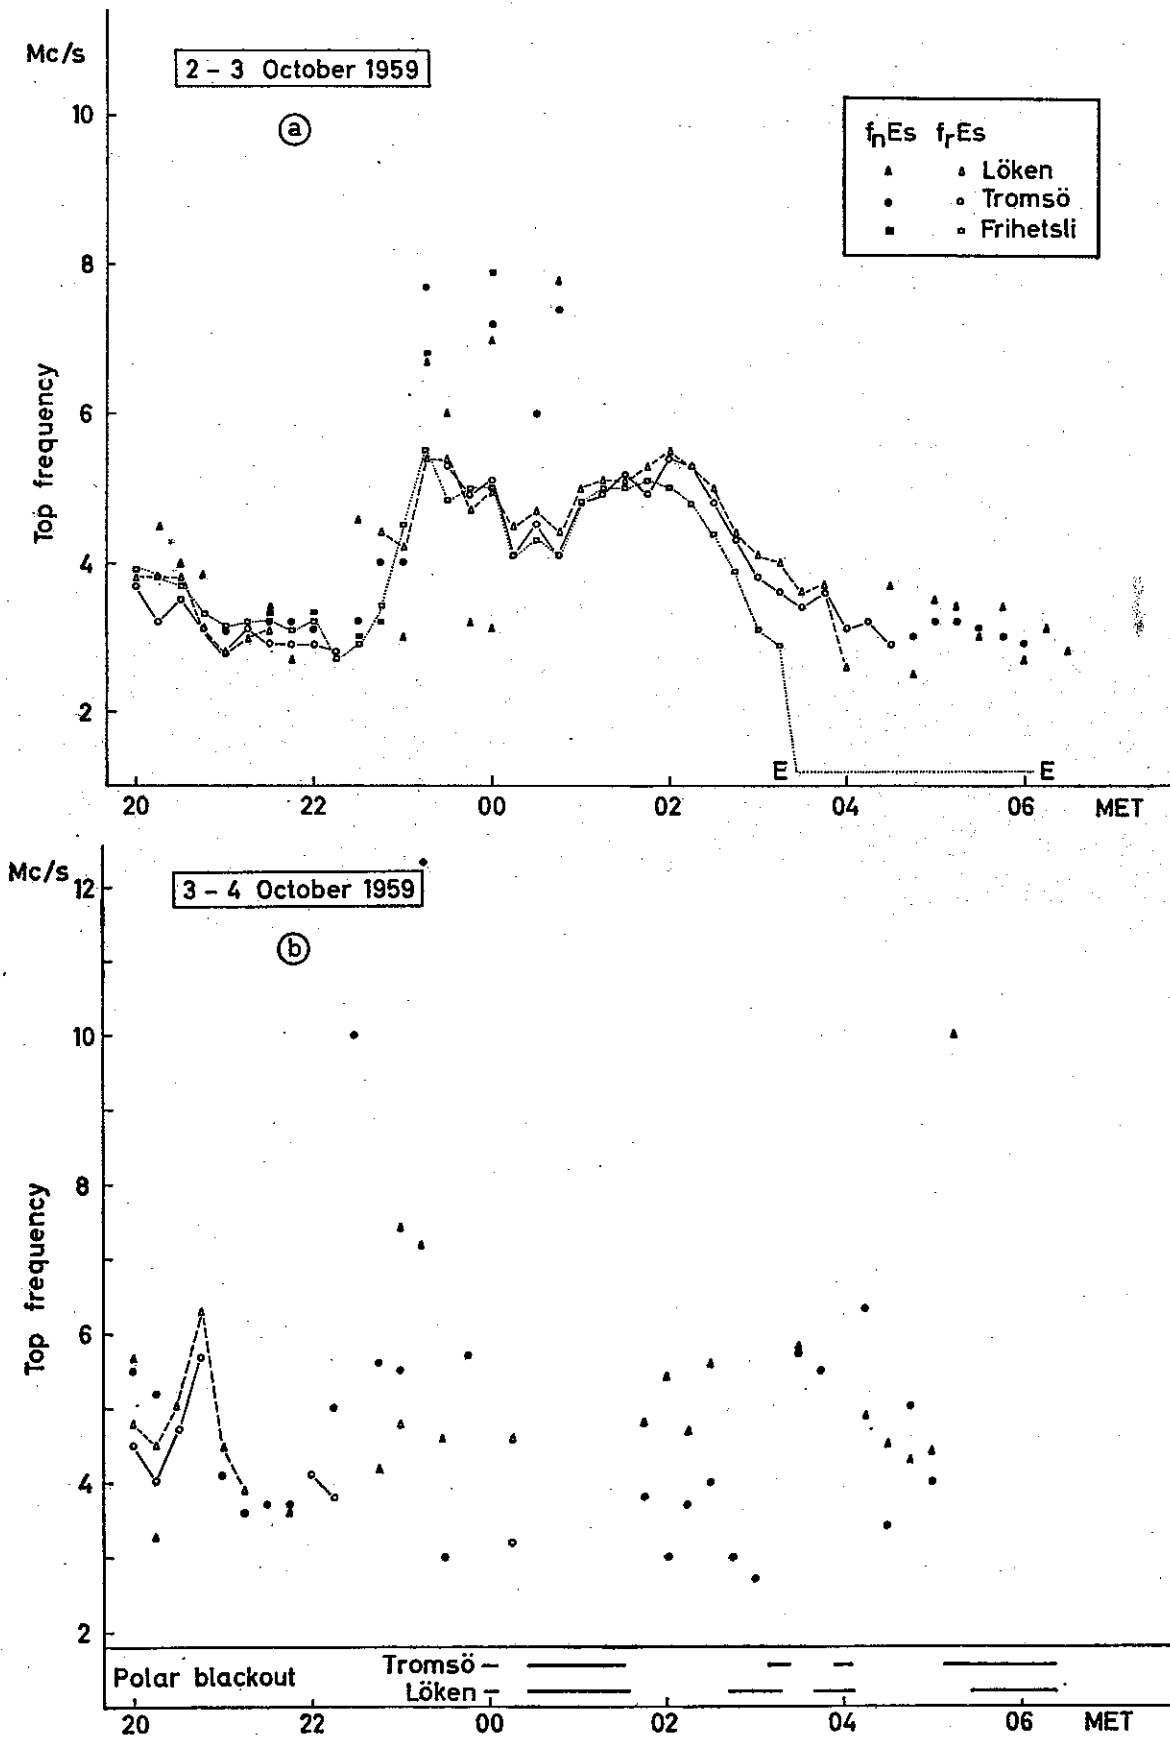 Mc/s
2 – 3 October 1959
a
10
8
6
4
2
Top frequency
fnEs frEs
Löken
Tromsö
Frihetsli
E E
20 22 00 02 04 06 MET
Mc/s
3 – 4 October 1959
b
12
10
8
6
4
2
Top frequency
Polar blackout
Tromsö
Löken
20 22 00 02 04 06 MET